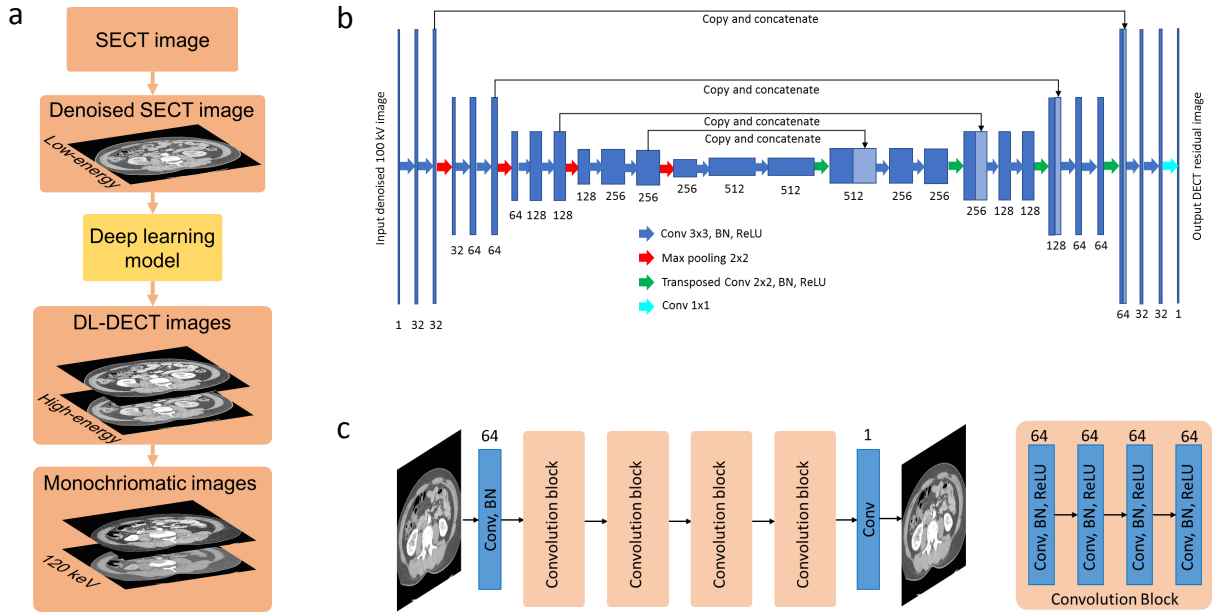 a
SECT image
Denoised SECT image
Low-energy
Deep learning
model
DL-DECT images
High-energy
Monochriomatic images
120 keV
b
Copy and concatenate
Copy and concatenate
Copy and concatenate
Copy and concatenate
Input denoised 100 kV image
Output DECT residual image
1 32 32
32 64 64
64 128 128
128 256 256
256 512 512
512 256 256
256 128 128
128 64 64
64 32 32 1
Conv 3x3, BN, ReLU
Max pooling 2x2
Transposed Conv 2x2, BN, ReLU
Conv 1x1
c
64
Conv, BN
Convolution block
Convolution block
Convolution block
Convolution block
1
Conv
64 64 64 64
Conv, BN, ReLU
Conv, BN, ReLU
Conv, BN, ReLU
Conv, BN, ReLU
Convolution Block